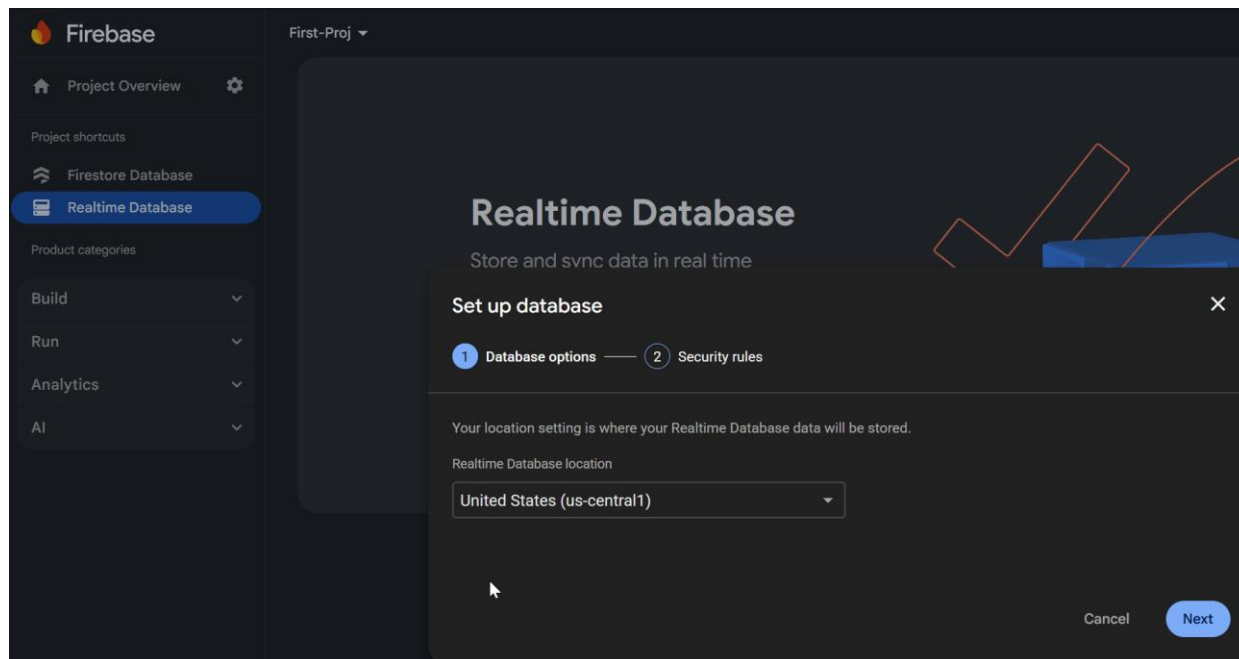 Firebase
First-Proj
Project Overview
Project shortcuts
Firestore Database
Realtime Database
Product categories
Build
Run
Analytics
AI
Realtime Database
Store and sync data in real time
Set up database
1 Database options 2 Security rules
Your location setting is where your Realtime Database data will be stored.
Realtime Database location
United States (us-central1)
Cancel Next